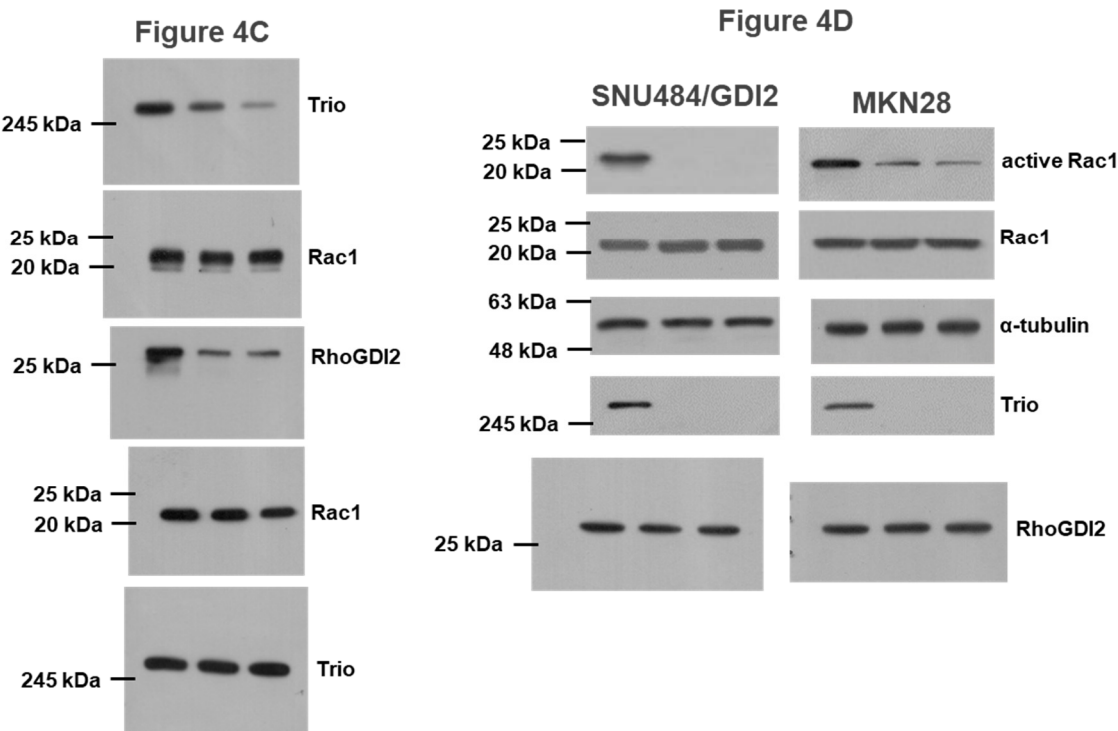 Figure 4C
Trio
245 kDa
25 kDa
Rac1
20 kDa
RhoGDI2
25 kDa
25 kDa
Rac1
20 kDa
Trio
245 kDa
Figure 4D
SNU484/GDI2
MKN28
25 kDa
active Rac1
20 kDa
25 kDa
Rac1
20 kDa
63 kDa
α-tubulin
48 kDa
Trio
245 kDa
RhoGDI2
25 kDa